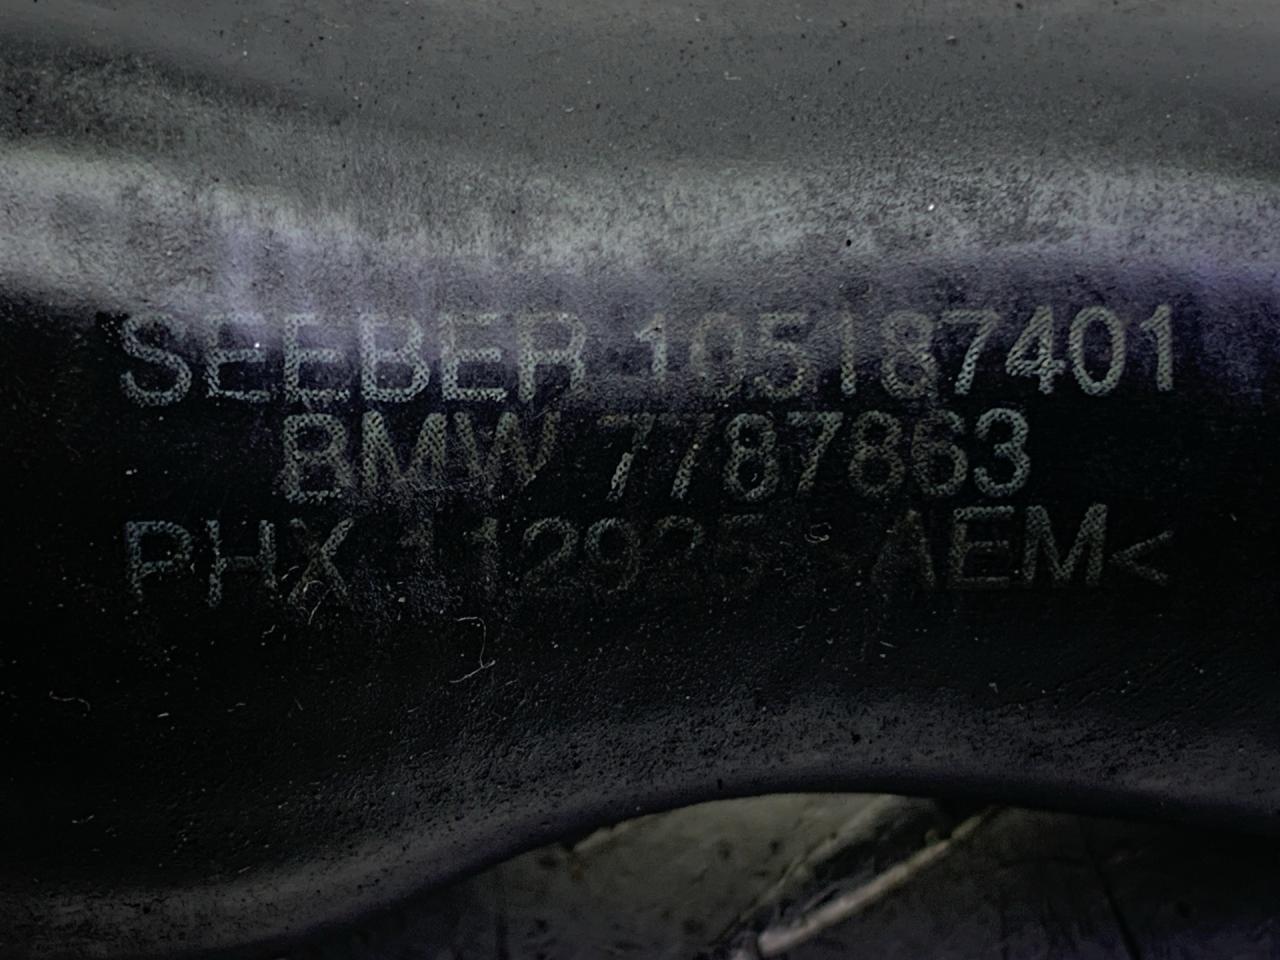 SEEBER 105187401
BMW 7787863
PHX 112925 AEM<